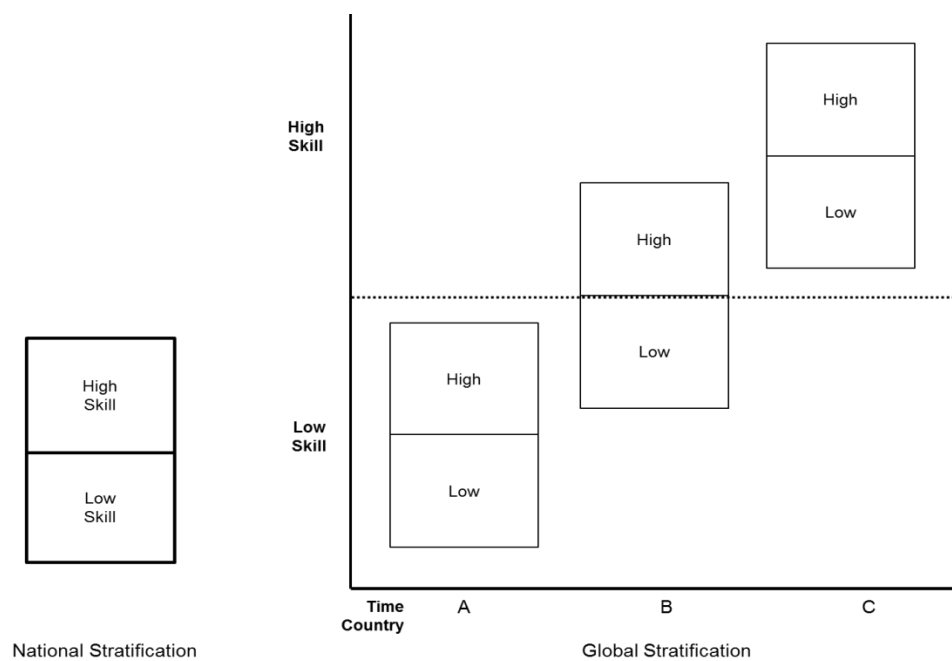 High
Skill
Low
Skill
National Stratification
High
Skill
Low
Skill
High
Low
High
Low
High
Low
Time
Country
A
B
C
Global Stratification